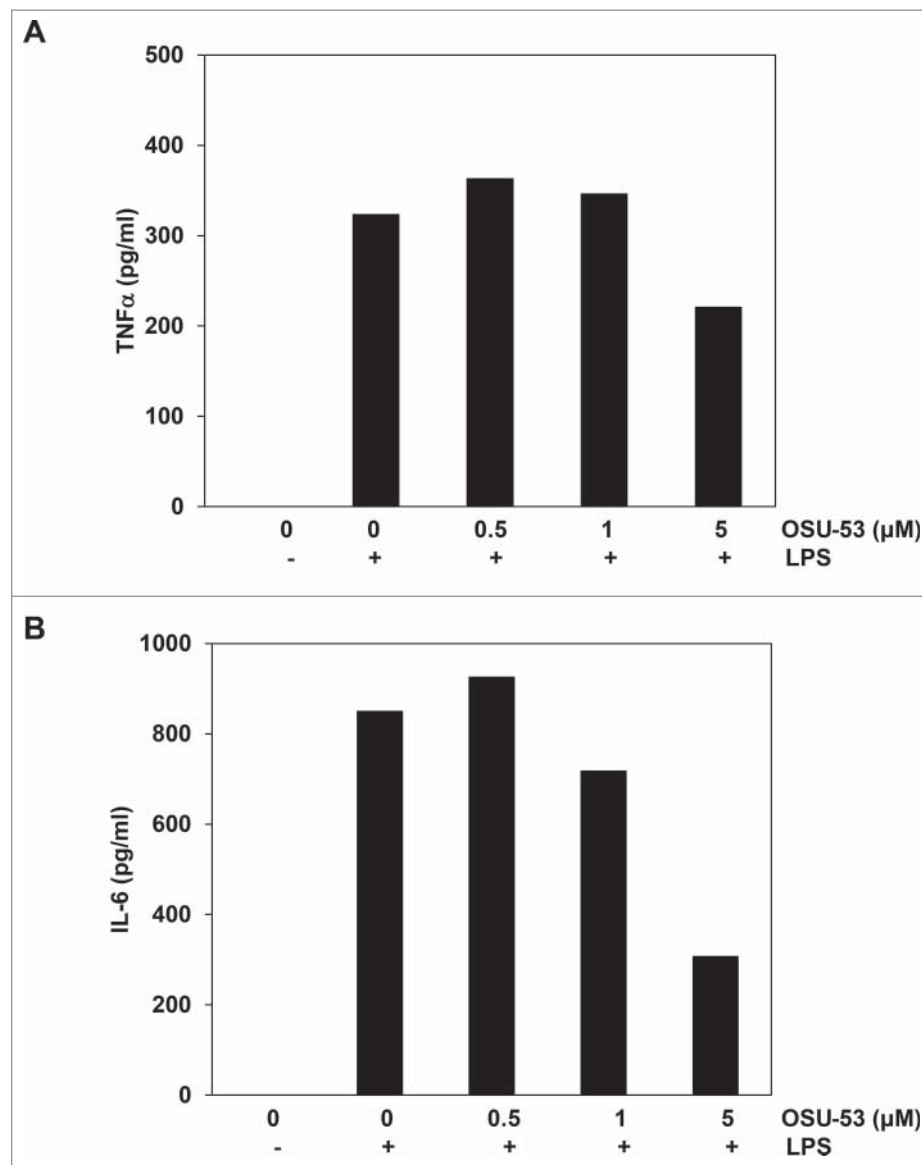 A
500
400
300
200
100
0
TNFα (pg/ml)
0 0 0.5 1 5 OSU-53 (µM)
- + + + + LPS
B
1000
800
600
400
200
0
IL-6 (pg/ml)
0 0 0.5 1 5 OSU-53 (µM)
- + + + + LPS